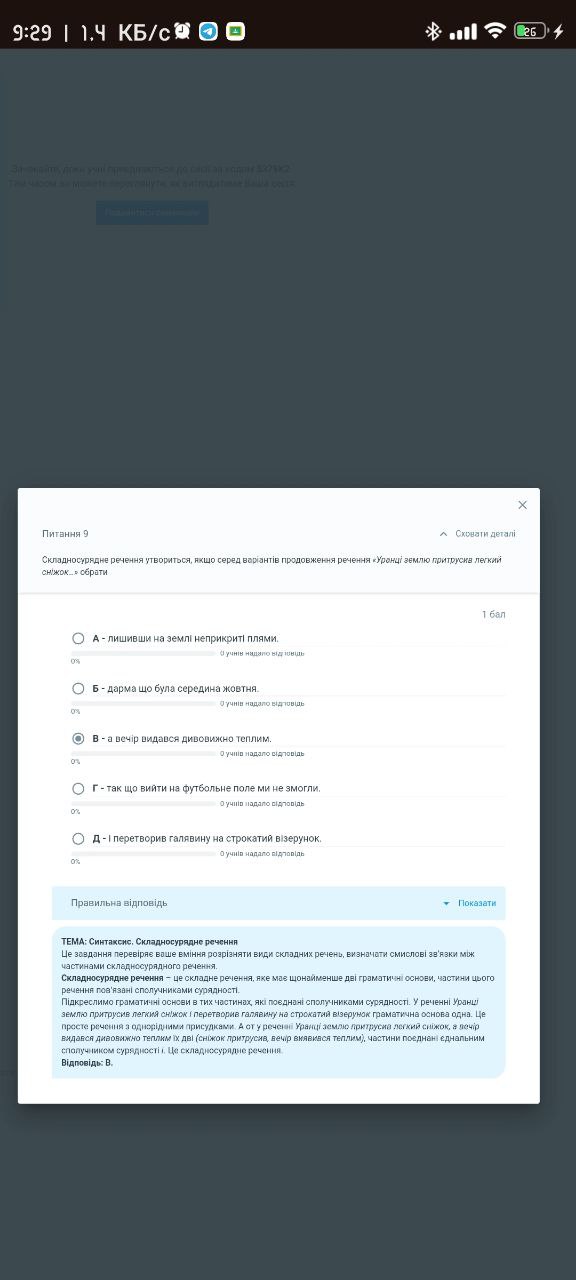 9:29 | 1,4 КБ/с
26
Зачекайте, доки учні приєднаються до сесії за кодом
Тим часом ви можете переглянути, як виглядатиме Ваша сесія
Питання 9
Сховати деталі
Складносурядне речення утвориться, якщо серед варіантів продовження речення «Уранці землю притрусив легкий
сніжок…» обрати
1 бал
А - лишивши на землі неприкриті плями.
0 учнів надало відповідь
0%
Б - дарма що була середина жовтня.
0 учнів надало відповідь
0%
В - а вечір видався дивовижно теплим.
0 учнів надало відповідь
0%
Г - так що вийти на футбольне поле ми не змогли.
0 учнів надало відповідь
0%
Д - і перетворив галявину на строкатий візерунок.
0 учнів надало відповідь
0%
Правильна відповідь
Показати
ТЕМА: Синтаксис. Складносурядне речення
Це завдання перевіряє ваше вміння розрізняти види складних речень, визначати смислові зв'язки між
частинами складносурядного речення.
Складносурядне речення – це складне речення, яке має щонайменше дві граматичні основи, частини цього
речення пов'язані сполучниками сурядності.
Підкреслимо граматичні основи в тих частинах, які поєднані сполучниками сурядності. У реченні Уранці
землю притрусив легкий сніжок і перетворив галявину на строкатий візерунок граматична основа одна. Це
просте речення з однорідними присудками. А от у реченні Уранці землю притрусив легкий сніжок, а вечір
видався дивовижно теплим їх дві (сніжок притрусив, вечір виявився теплим), частини поєднані єднальним
сполучником сурядності і. Це складносурядне речення.
Відповідь: В.